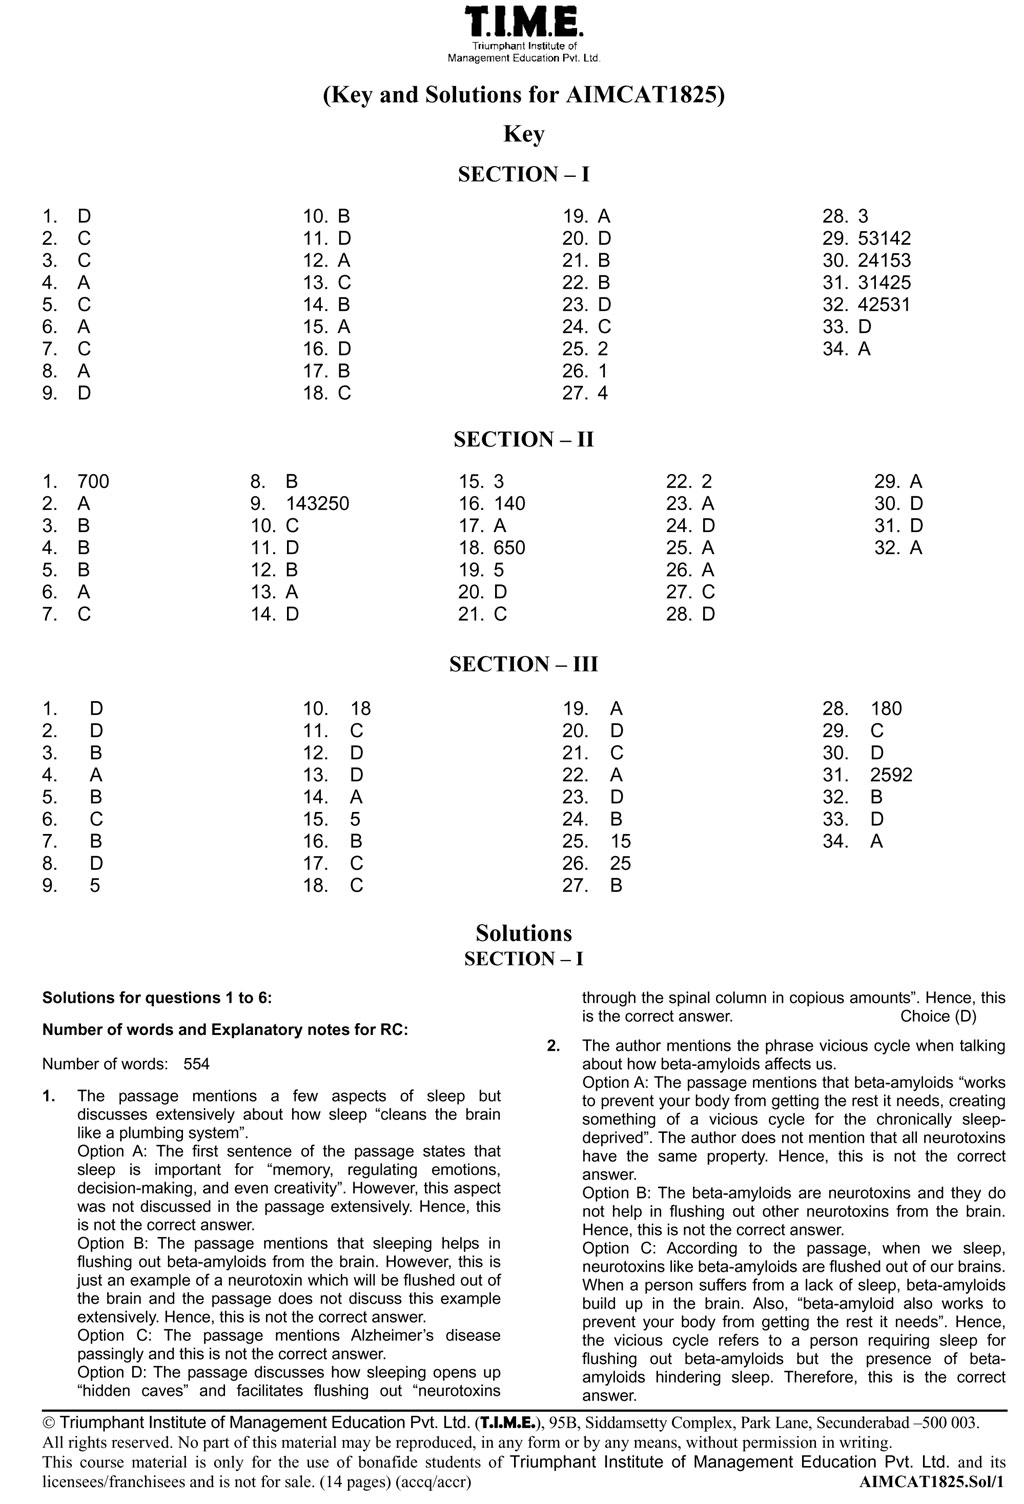 T.I.M.E.
Triumphant Institute of
Management Education Pvt. Ltd.
(Key and Solutions for AIMCAT1825)
Key
SECTION – I
1. D 10. B 19. A 28. 3
2. C 11. D 20. D 29. 53142
3. C 12. A 21. B 30. 24153
4. A 13. C 22. B 31. 31425
5. C 14. B 23. D 32. 42531
6. A 15. A 24. C 33. D
7. C 16. D 25. 2 34. A
8. A 17. B 26. 1
9. D 18. C 27. 4
SECTION – II
1. 700 8. B 15. 3 22. 2 29. A
2. A 9. 143250 16. 140 23. A 30. D
3. B 10. C 17. A 24. D 31. D
4. B 11. D 18. 650 25. A 32. A
5. B 12. B 19. 5 26. A
6. A 13. A 20. D 27. C
7. C 14. D 21. C 28. D
SECTION – III
1. D 10. 18 19. A 28. 180
2. D 11. C 20. D 29. C
3. B 12. D 21. C 30. D
4. A 13. D 22. A 31. 2592
5. B 14. A 23. D 32. B
6. C 15. 5 24. B 33. D
7. B 16. B 25. 15 34. A
8. D 17. C 26. 25
9. 5 18. C 27. B
Solutions
SECTION – I
Solutions for questions 1 to 6:
Number of words and Explanatory notes for RC:
Number of words: 554
1. The passage mentions a few aspects of sleep but
discusses extensively about how sleep “cleans the brain
like a plumbing system”.
Option A: The first sentence of the passage states that
sleep is important for “memory, regulating emotions,
decision-making, and even creativity”. However, this aspect
was not discussed in the passage extensively. Hence, this
is not the correct answer.
Option B: The passage mentions that sleeping helps in
flushing out beta-amyloids from the brain. However, this is
just an example of a neurotoxin which will be flushed out of
the brain and the passage does not discuss this example
extensively. Hence, this is not the correct answer.
Option C: The passage mentions Alzheimer’s disease
passingly and this is not the correct answer.
Option D: The passage discusses how sleeping opens up
“hidden caves” and facilitates flushing out “neurotoxins
through the spinal column in copious amounts”. Hence, this
is the correct answer. Choice (D)
2. The author mentions the phrase vicious cycle when talking
about how beta-amyloids affects us.
Option A: The passage mentions that beta-amyloids “works
to prevent your body from getting the rest it needs, creating
something of a vicious cycle for the chronically sleep-
deprived”. The author does not mention that all neurotoxins
have the same property. Hence, this is not the correct
answer.
Option B: The beta-amyloids are neurotoxins and they do
not help in flushing out other neurotoxins from the brain.
Hence, this is not the correct answer.
Option C: According to the passage, when we sleep,
neurotoxins like beta-amyloids are flushed out of our brains.
When a person suffers from a lack of sleep, beta-amyloids
build up in the brain. Also, “beta-amyloid also works to
prevent your body from getting the rest it needs”. Hence,
the vicious cycle refers to a person requiring sleep for
flushing out beta-amyloids but the presence of beta-
amyloids hindering sleep. Therefore, this is the correct
answer.
© Triumphant Institute of Management Education Pvt. Ltd. (T.I.M.E.), 95B, Siddamsetty Complex, Park Lane, Secunderabad –500 003.
All rights reserved. No part of this material may be reproduced, in any form or by any means, without permission in writing.
This course material is only for the use of bonafide students of Triumphant Institute of Management Education Pvt. Ltd. and its
licensees/franchisees and is not for sale. (14 pages) (accq/accr) AIMCAT1825.Sol/1